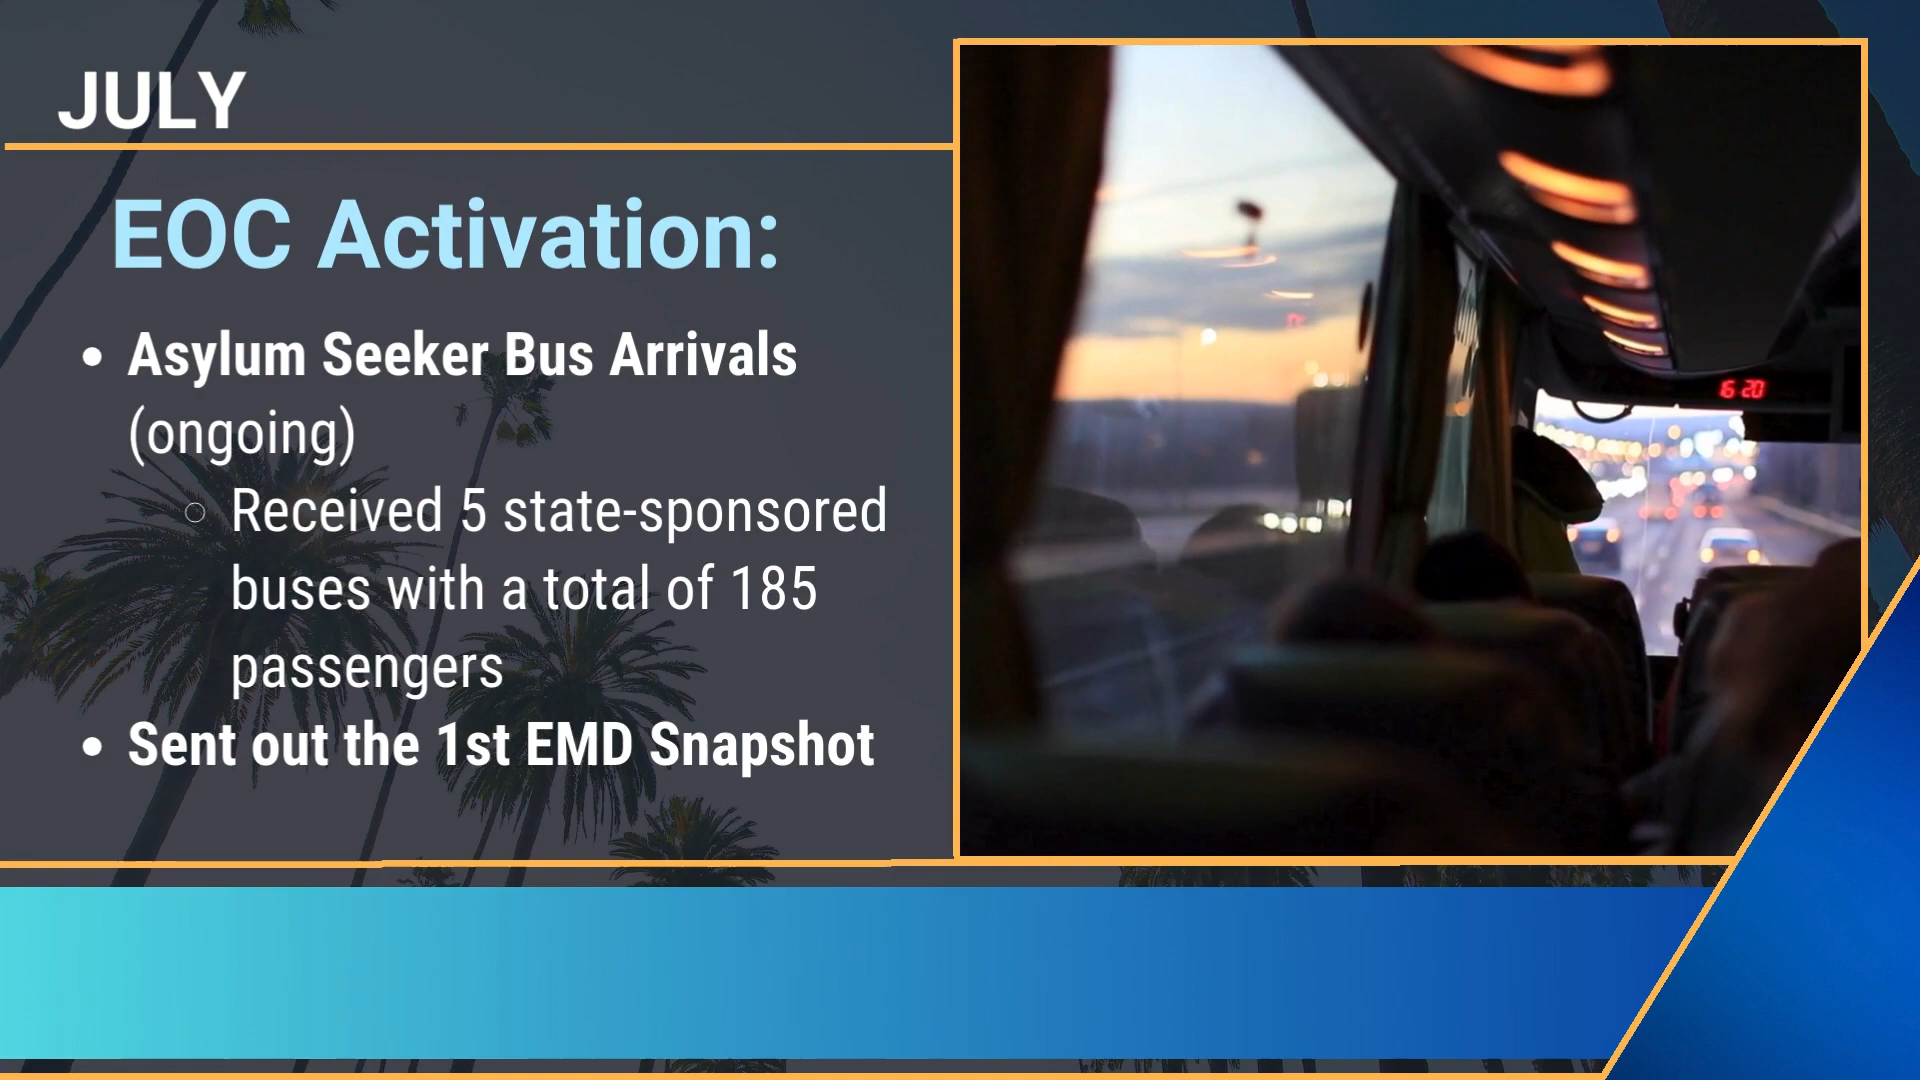 JULY
EOC Activation:
• Asylum Seeker Bus Arrivals
(ongoing)
○ Received 5 state-sponsored
buses with a total of 185
passengers
• Sent out the 1st EMD Snapshot
16 20